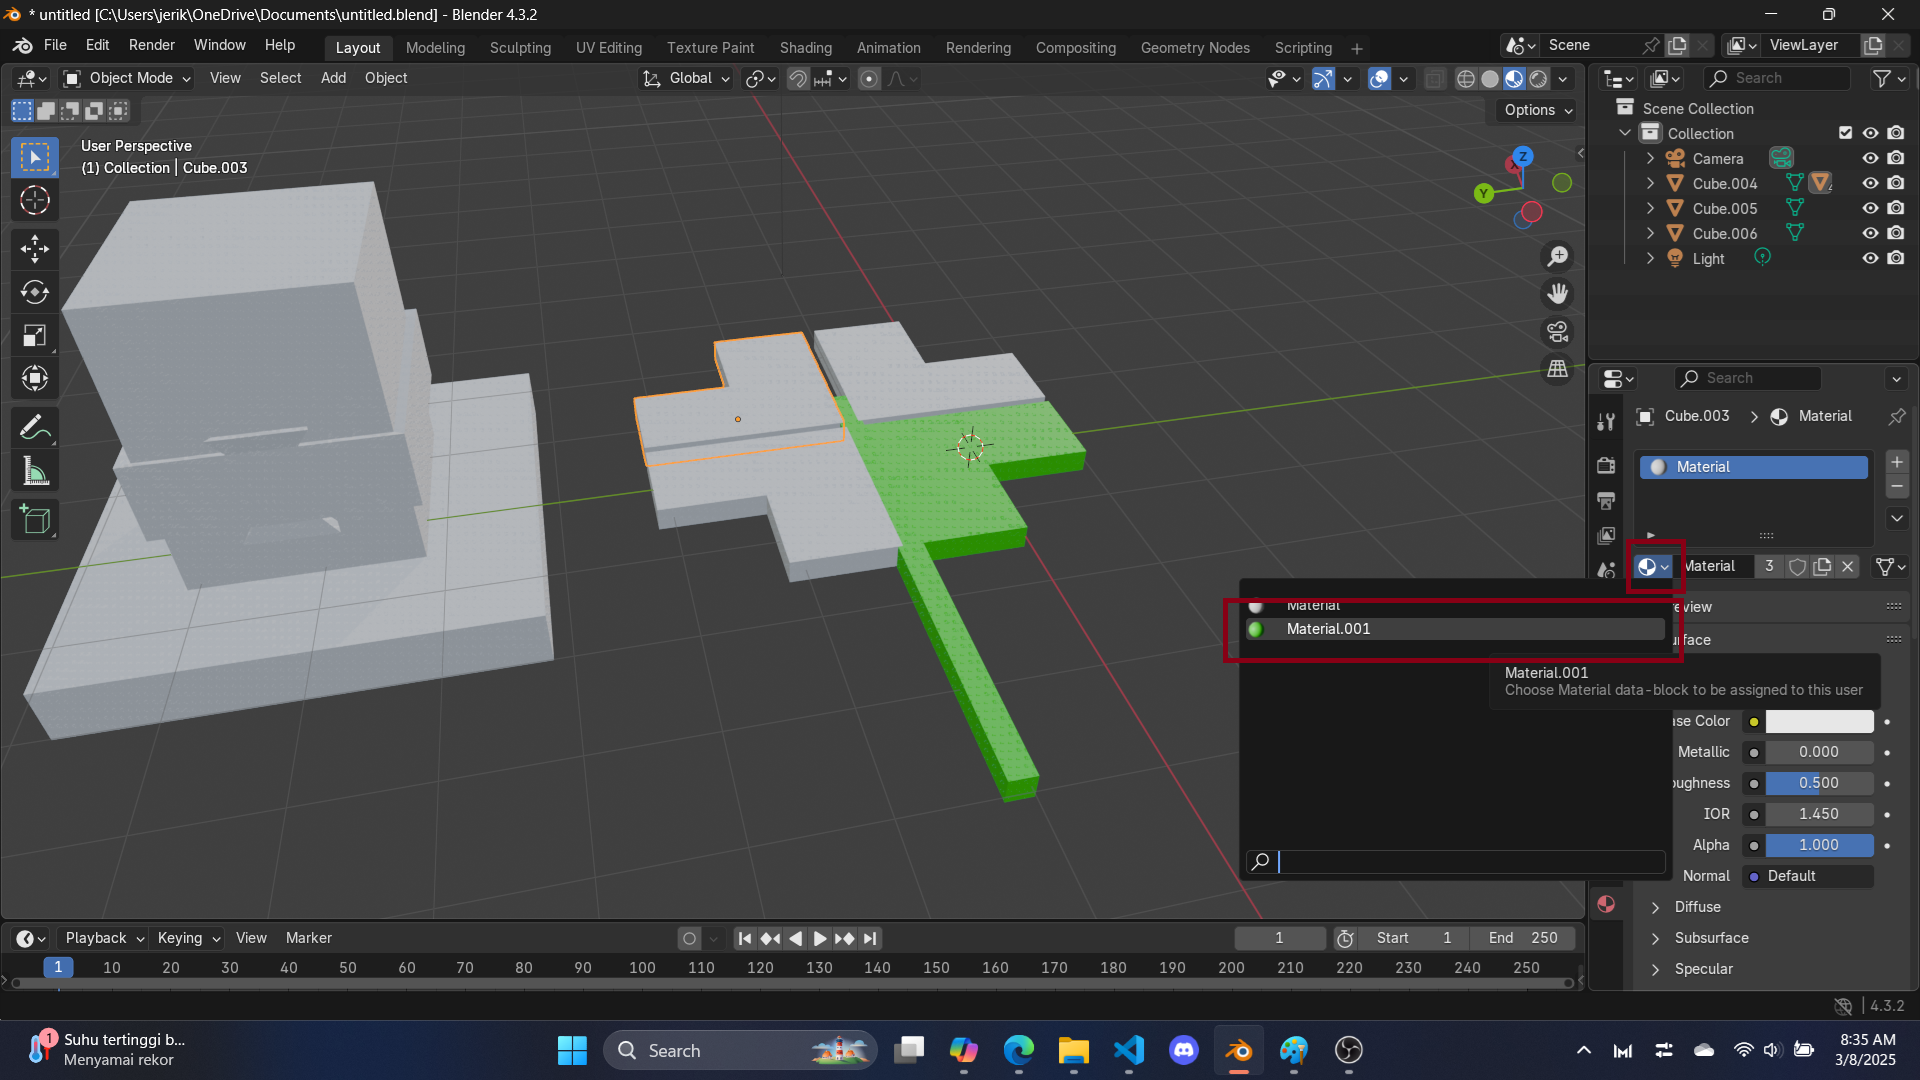 * untitled [C:\Users\jerik\OneDrive\Documents\untitled.blend] - Blender 4.3.2
File Edit Render Window Help Layout Modeling Sculpting UV Editing Texture Paint Shading Animation Rendering Compositing Geometry Nodes Scripting + Scene ViewLayer
Object Mode View Select Add Object Global Search
Options
User Perspective
(1) Collection | Cube.003
Z
X
Y
Scene Collection
Collection
Camera
Cube.004
Cube.005
Cube.006
Light
Search
Cube.003 > Material
Material
Material 3
Material
Material.001
Material.001
Choose Material data-block to be assigned to this user
eview
rface
ase Color
Metallic 0.000
oughness 0.500
IOR 1.450
Alpha 1.000
Normal Default
Diffuse
Subsurface
Specular
Playback Keying View Marker 1 Start 1 End 250
1 10 20 30 40 50 60 70 80 90 100 110 120 130 140 150 160 170 180 190 200 210 220 230 240 250
4.3.2
1
Suhu tertinggi b...
Menyamai rekor
Search
8:35 AM
3/8/2025